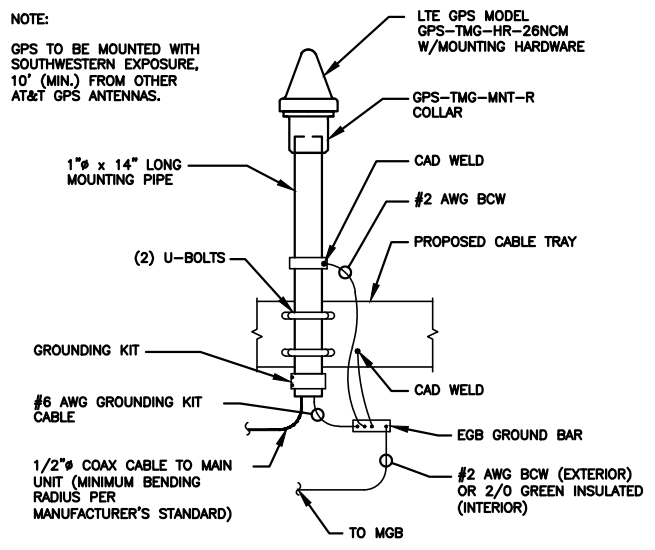 NOTE:
GPS TO BE MOUNTED WITH
SOUTHWESTERN EXPOSURE,
10' (MIN.) FROM OTHER
AT&T GPS ANTENNAS.
LTE GPS MODEL
GPS-TMG-HR-26NCM
W/MOUNTING HARDWARE
GPS-TMG-MNT-R
COLLAR
1"ø x 14" LONG
MOUNTING PIPE
CAD WELD
#2 AWG BCW
PROPOSED CABLE TRAY
(2) U-BOLTS
GROUNDING KIT
CAD WELD
#6 AWG GROUNDING KIT
CABLE
EGB GROUND BAR
1/2"ø COAX CABLE TO MAIN
UNIT (MINIMUM BENDING
RADIUS PER
MANUFACTURER'S STANDARD)
#2 AWG BCW (EXTERIOR)
OR 2/0 GREEN INSULATED
(INTERIOR)
TO MGB